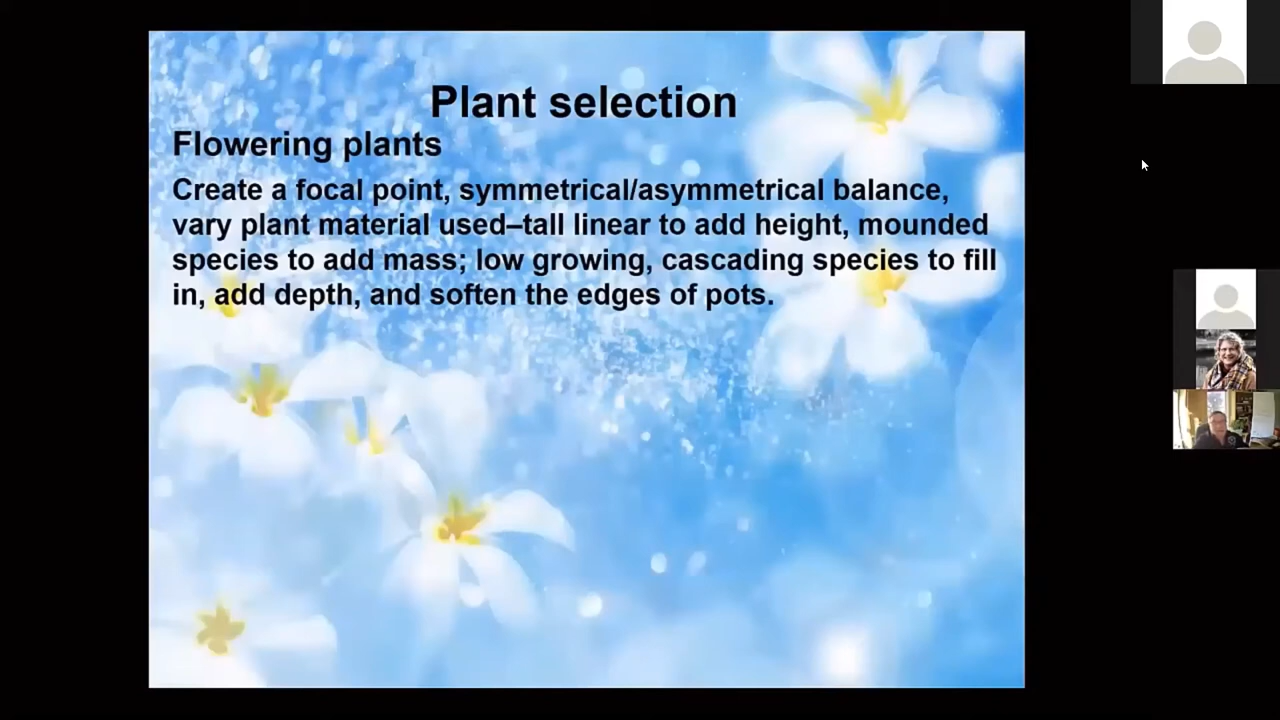 Plant selection
Flowering plants
Create a focal point, symmetrical/asymmetrical balance,
vary plant material used–tall linear to add height, mounded
species to add mass; low growing, cascading species to fill
in, add depth, and soften the edges of pots.